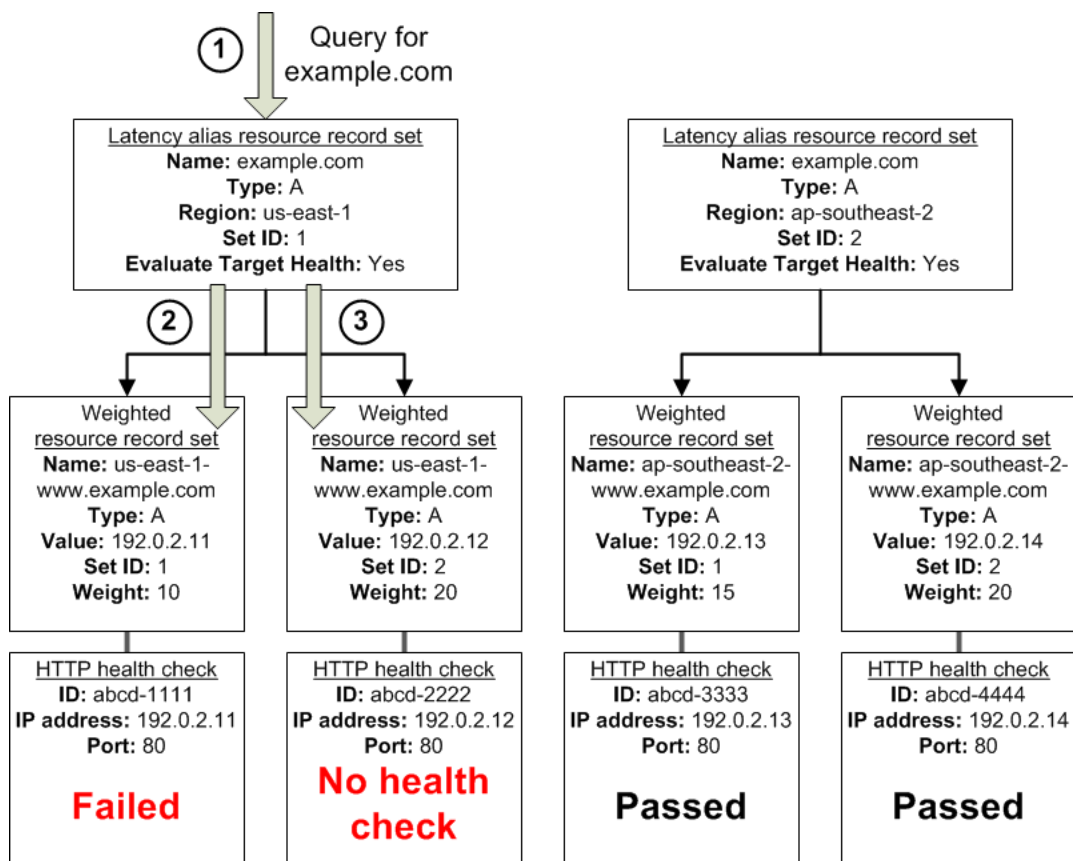 1
Query for
example.com
Latency alias resource record set
Name: example.com
Type: A
Region: us-east-1
Set ID: 1
Evaluate Target Health: Yes
Latency alias resource record set
Name: example.com
Type: A
Region: ap-southeast-2
Set ID: 2
Evaluate Target Health: Yes
2
3
Weighted
resource record set
Name: us-east-1-
www.example.com
Type: A
Value: 192.0.2.11
Set ID: 1
Weight: 10
Weighted
resource record set
Name: us-east-1-
www.example.com
Type: A
Value: 192.0.2.12
Set ID: 2
Weight: 20
Weighted
resource record set
Name: ap-southeast-2-
www.example.com
Type: A
Value: 192.0.2.13
Set ID: 1
Weight: 15
Weighted
resource record set
Name: ap-southeast-2-
www.example.com
Type: A
Value: 192.0.2.14
Set ID: 2
Weight: 20
HTTP health check
ID: abcd-1111
IP address: 192.0.2.11
Port: 80
Failed
HTTP health check
ID: abcd-2222
IP address: 192.0.2.12
Port: 80
No health
check
HTTP health check
ID: abcd-3333
IP address: 192.0.2.13
Port: 80
Passed
HTTP health check
ID: abcd-4444
IP address: 192.0.2.14
Port: 80
Passed